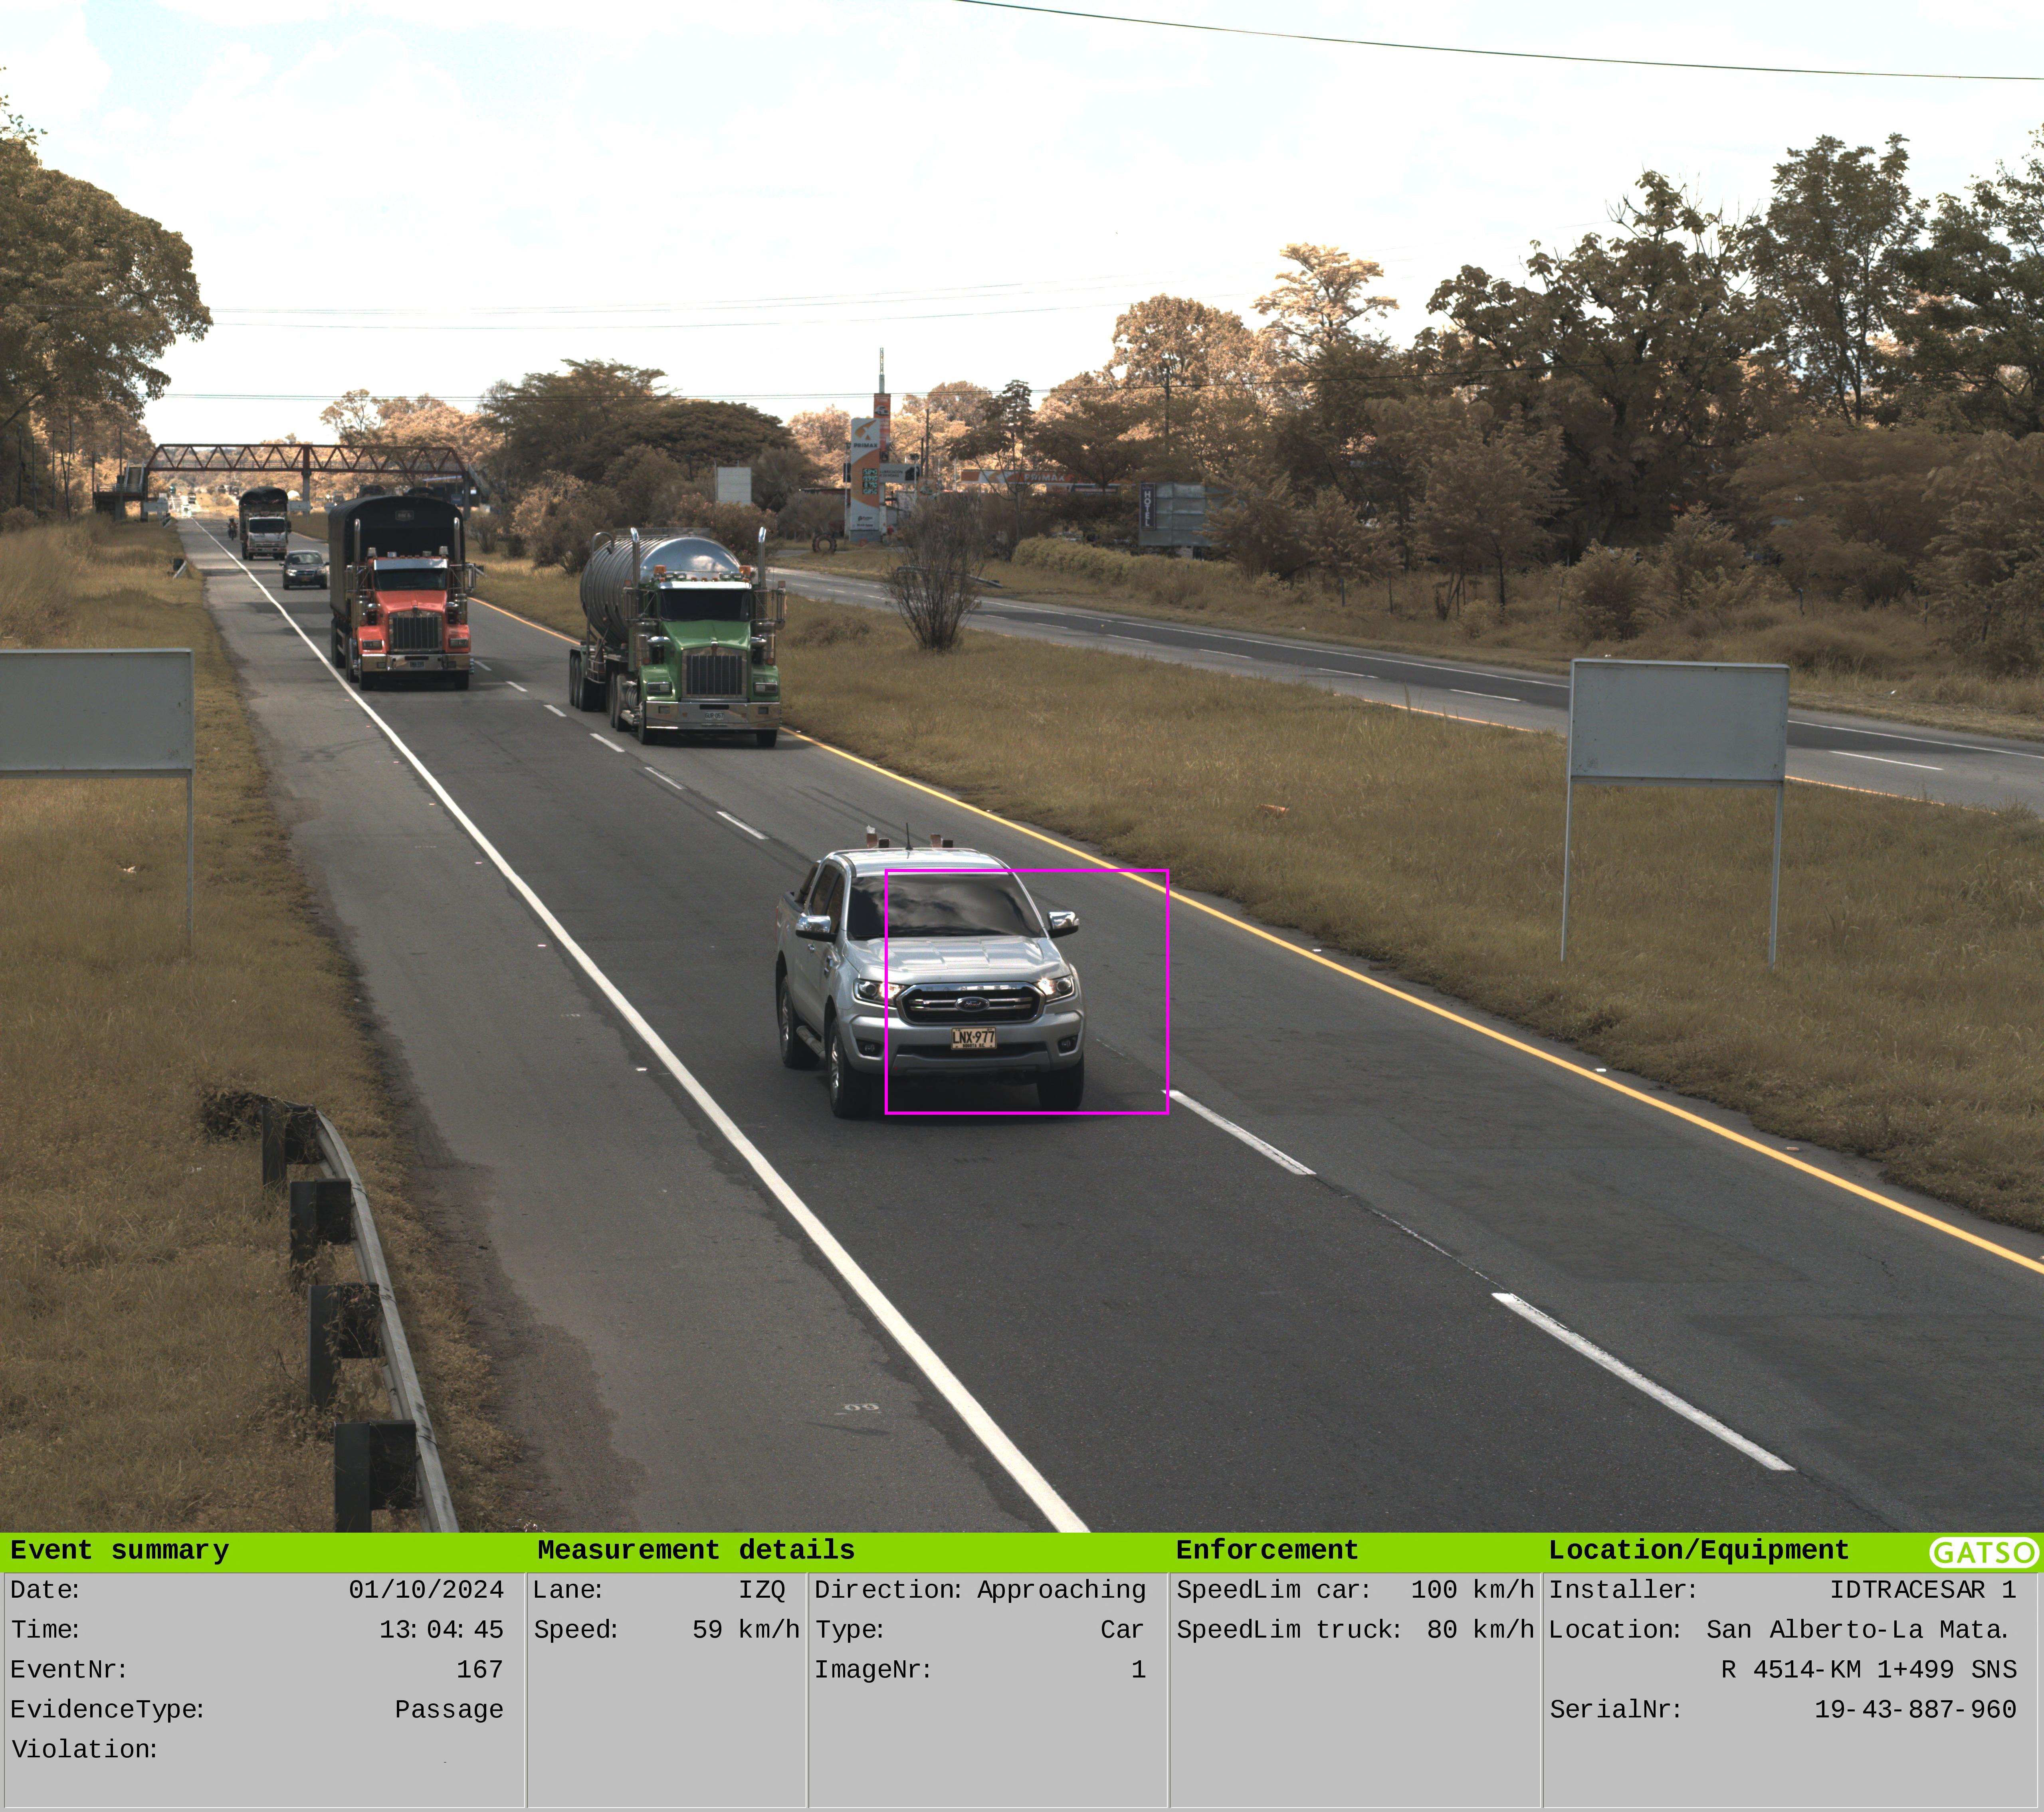 PRIMAX
PRIMAX
HOTEL
Ford
LNX-977
Event summary
Measurement details
Enforcement
Location/Equipment
GATSO
Date: 01/10/2024
Lane: IZQ
Direction: Approaching
SpeedLim car: 100 km/h
Installer: IDTRACESAR 1
Time: 13:04:45
Speed: 59 km/h
Type: Car
SpeedLim truck: 80 km/h
Location: San Alberto-La Mata.
EventNr: 167
ImageNr: 1
R 4514-KM 1+499 SNS
EvidenceType: Passage
SerialNr: 19-43-887-960
Violation: